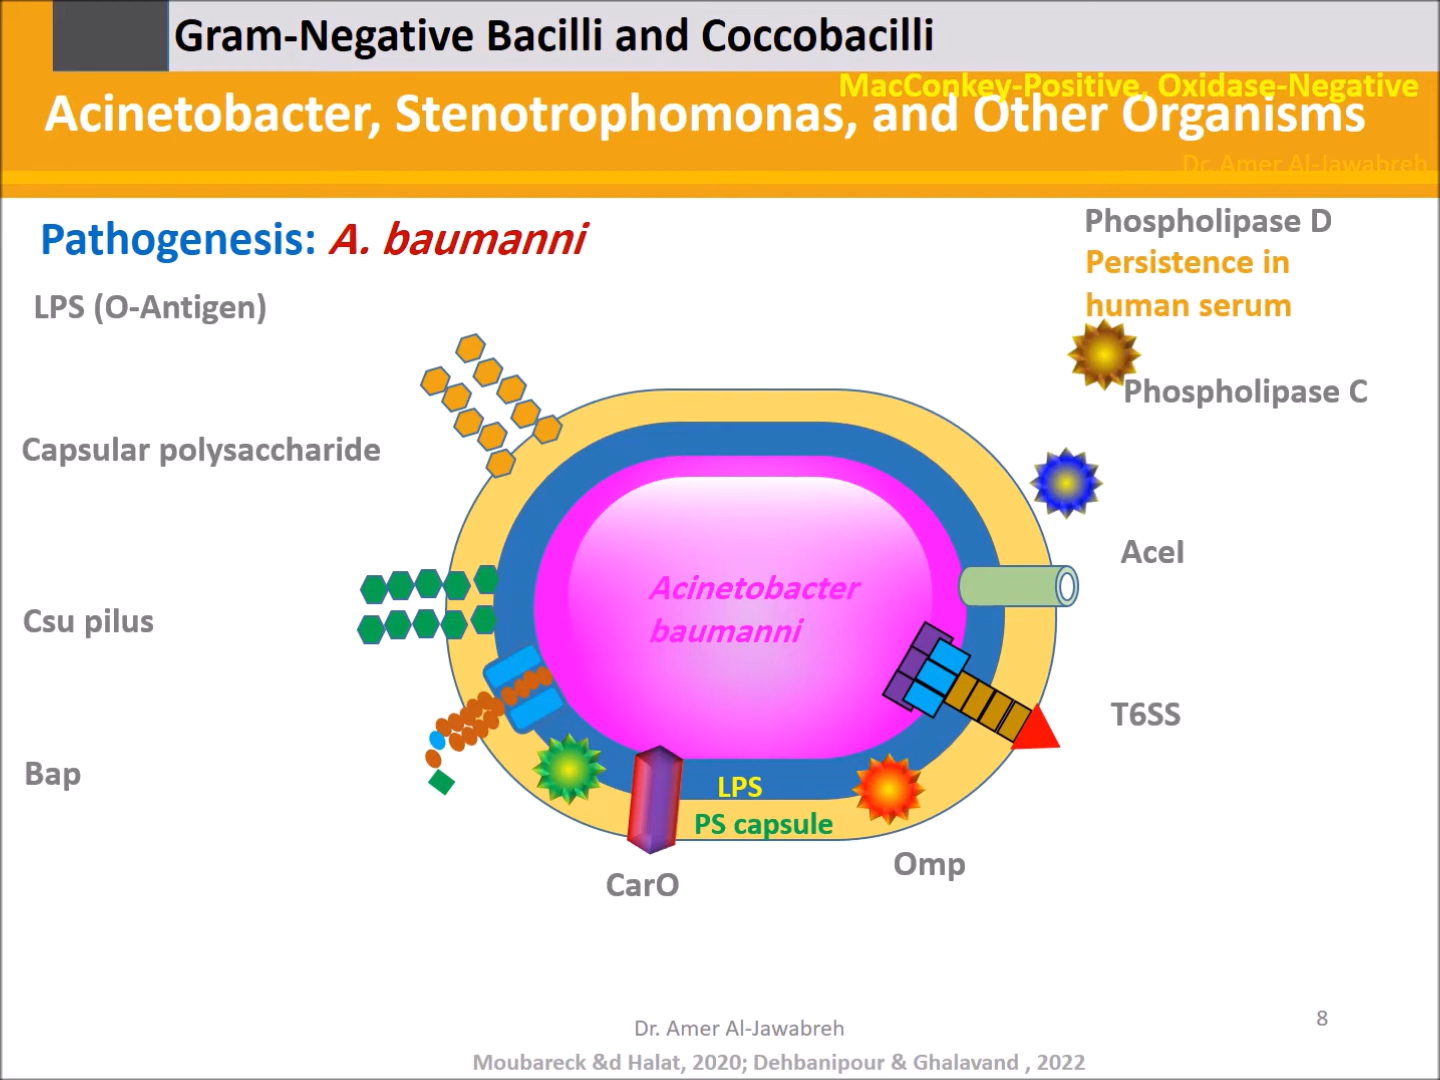 Gram-Negative Bacilli and Coccobacilli
MacConkey-Positive, Oxidase-Negative
Acinetobacter, Stenotrophomonas, and Other Organisms
Dr. Amer Al-Jawabreh
Pathogenesis: A. baumanni
Phospholipase D
Persistence in
human serum
LPS (O-Antigen)
Phospholipase C
Capsular polysaccharide
AceI
Acinetobacter
baumanni
Csu pilus
T6SS
Bap
LPS
PS capsule
Omp
CarO
Dr. Amer Al-Jawabreh
8
Moubareck &d Halat, 2020; Dehbanipour & Ghalavand , 2022